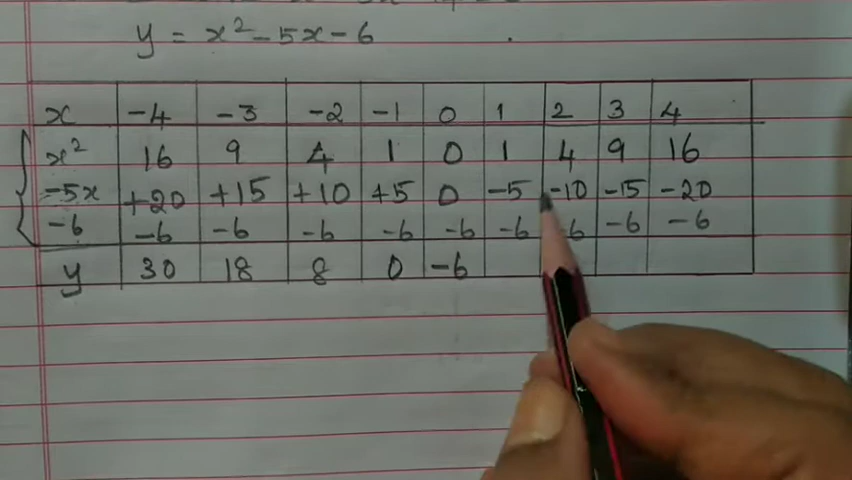 y = x² - 5x - 6
x -4 -3 -2 -1 0 1 2 3 4
x² 16 9 4 1 0 1 4 9 16
-5x +20 +15 +10 +5 0 -5 -10 -15 -20
-6 -6 -6 -6 -6 -6 -6 -6 -6 -6
y 30 18 8 0 -6